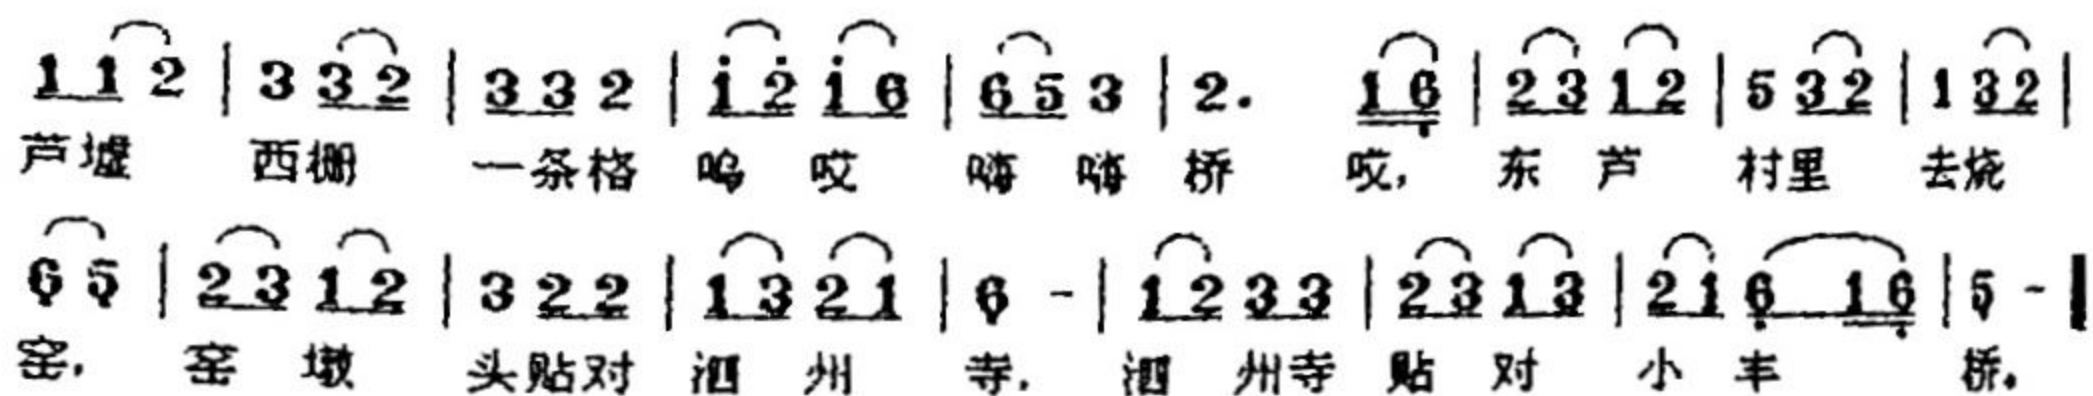 1 1 2 | 3 3 2 | 3 3 2 | i 2 i 6 | 6 5 3 | 2. 1 6 | 2 3 1 2 | 5 3 2 | 1 3 2 |
芦墟 西栅 一条格 呜 哎 嗨 嗨 桥 哎, 东 芦 村里 去烧
6 5 | 2 3 1 2 | 3 2 2 | 1 3 2 1 | 6 - | 1 2 3 3 | 2 3 1 3 | 2 1 6 1 6 | 5 - ‖
窑, 窑 墩 头贴对 泗 州 寺, 泗 州寺 贴 对 小 丰 桥。